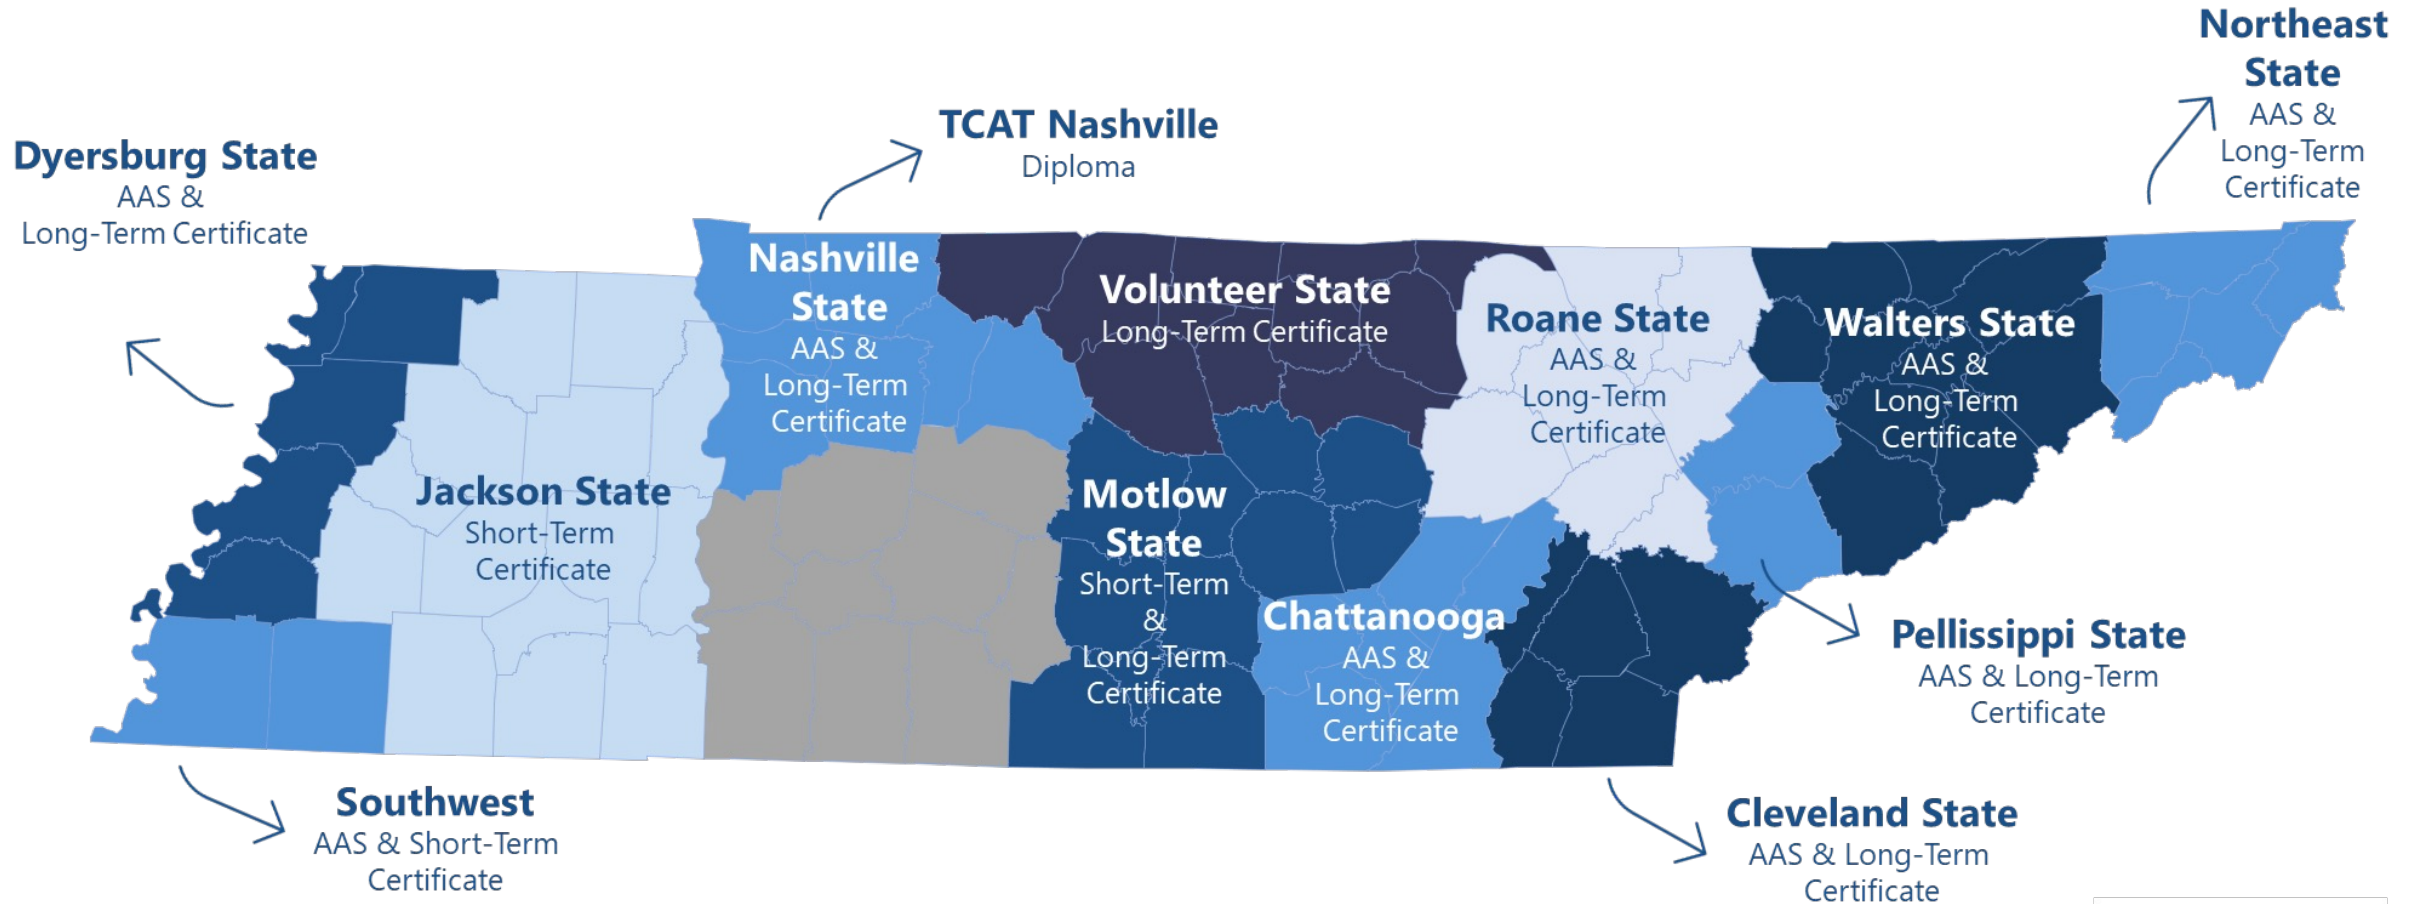 Northeast
State
AAS &
Long-Term
Certificate
TCAT Nashville
Diploma
Dyersburg State
AAS &
Long-Term Certificate
Nashville
State
AAS &
Long-Term
Certificate
Volunteer State
Long-Term Certificate
Roane State
AAS &
Long-Term
Certificate
Walters State
AAS &
Long-Term
Certificate
Jackson State
Short-Term
Certificate
Motlow
State
Short-Term
&
Long-Term
Certificate
Chattanooga
AAS &
Long-Term
Certificate
Pellissippi State
AAS & Long-Term
Certificate
Southwest
AAS & Short-Term
Certificate
Cleveland State
AAS & Long-Term
Certificate